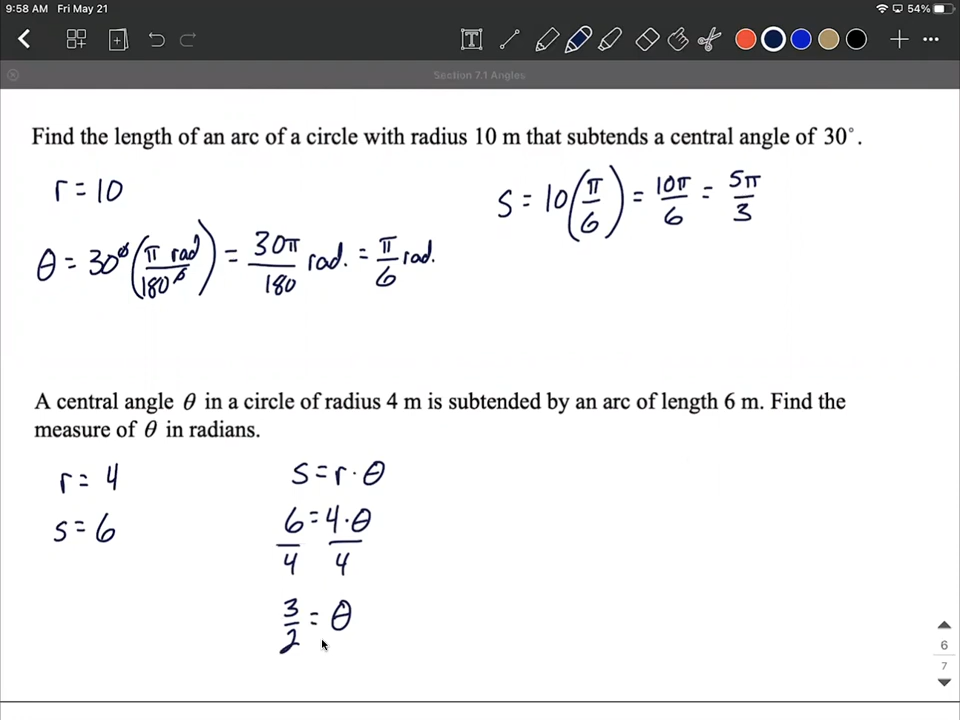 9:58 AM Fri May 21
54%
Section 7.1 Angles
Find the length of an arc of a circle with radius 10 m that subtends a central angle of 30°.
r = 10
θ = 30° (π rad / 180°) = 30π/180 rad. = π/6 rad.
s = 10(π/6) = 10π/6 = 5π/3
A central angle θ in a circle of radius 4 m is subtended by an arc of length 6 m. Find the
measure of θ in radians.
r = 4
s = 6
s = r · θ
6 = 4 · θ
4 4
3/2 = θ
6
7